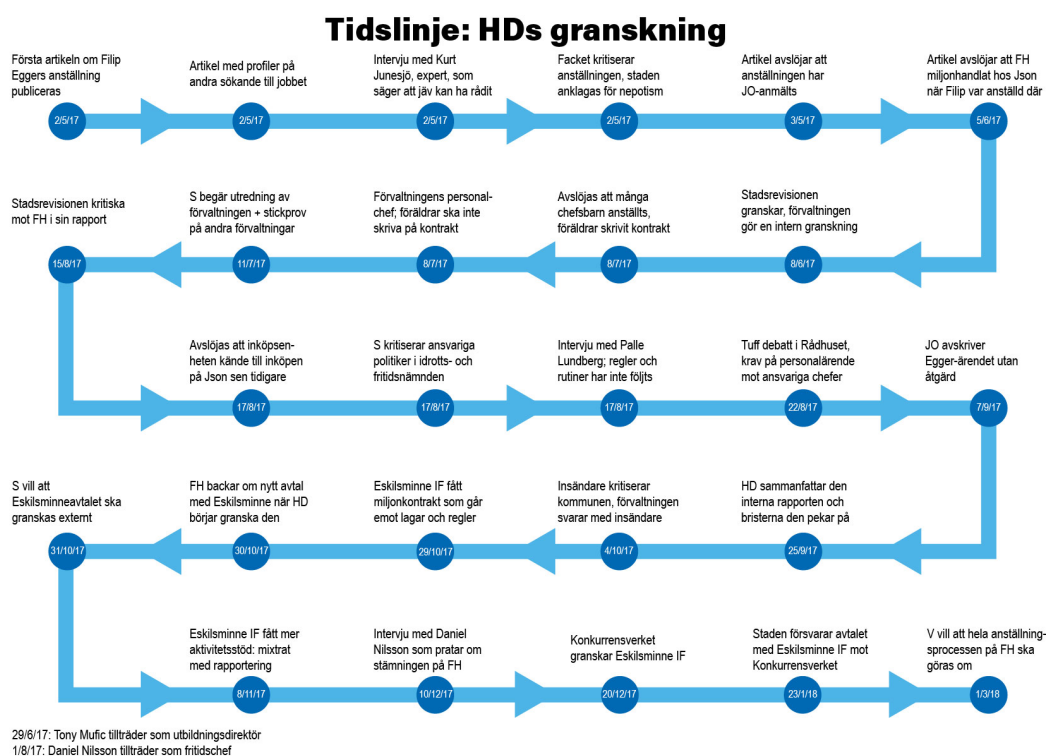 Tidslinje: HDs granskning
Första artikeln om Filip
Eggers anställning
publiceras
2/5/17
Artikel med profiler på
andra sökande till jobbet
2/5/17
Intervju med Kurt
Junesjö, expert, som
säger att jäv kan ha rådit
2/5/17
Facket kritiserar
anställningen, staden
anklagas för nepotism
2/5/17
Artikel avslöjar att
anställningen har
JO-anmälts
3/5/17
Artikel avslöjar att FH
miljonhandlat hos Json
när Filip var anställd där
5/6/17
Stadsrevisionen
granskar, förvaltningen
gör en intern granskning
8/6/17
Avslöjas att många
chefsbarn anställts,
föräldrar skrivit kontrakt
8/7/17
Förvaltningens personal-
chef; föräldrar ska inte
skriva på kontrakt
8/7/17
S begär utredning av
förvaltningen + stickprov
på andra förvaltningar
11/7/17
Stadsrevisionen kritiska
mot FH i sin rapport
15/8/17
Avslöjas att inköpsen-
heten kände till inköpen
på Json sen tidigare
17/8/17
S kritiserar ansvariga
politiker i idrotts- och
fritidsnämnden
17/8/17
Intervju med Palle
Lundberg; regler och
rutiner har inte följts
17/8/17
Tuff debatt i Rådhuset,
krav på personalärende
mot ansvariga chefer
22/8/17
JO avskriver
Egger-ärendet utan
åtgärd
7/9/17
HD sammanfattar den
interna rapporten och
bristerna den pekar på
25/9/17
Insändare kritiserar
kommunen, förvaltningen
svarar med insändare
4/10/17
Eskilsminne IF fått
miljonkontrakt som går
emot lagar och regler
29/10/17
FH backar om nytt avtal
med Eskilsminne när HD
börjar granska den
30/10/17
S vill att
Eskilsminneavtalet ska
granskas externt
31/10/17
Eskilsminne IF fått mer
aktivitetsstöd: mixtrat
med rapportering
8/11/17
Intervju med Daniel
Nilsson som pratar om
stämningen på FH
10/12/17
Konkurrensverket
granskar Eskilsminne IF
20/12/17
Staden försvarar avtalet
med Eskilsminne IF mot
Konkurrensverket
23/1/18
V vill att hela anställning-
sprocessen på FH ska
göras om
1/3/18
29/6/17: Tony Mufic tillträder som utbildningsdirektör
1/8/17: Daniel Nilsson tillträder som fritidschef